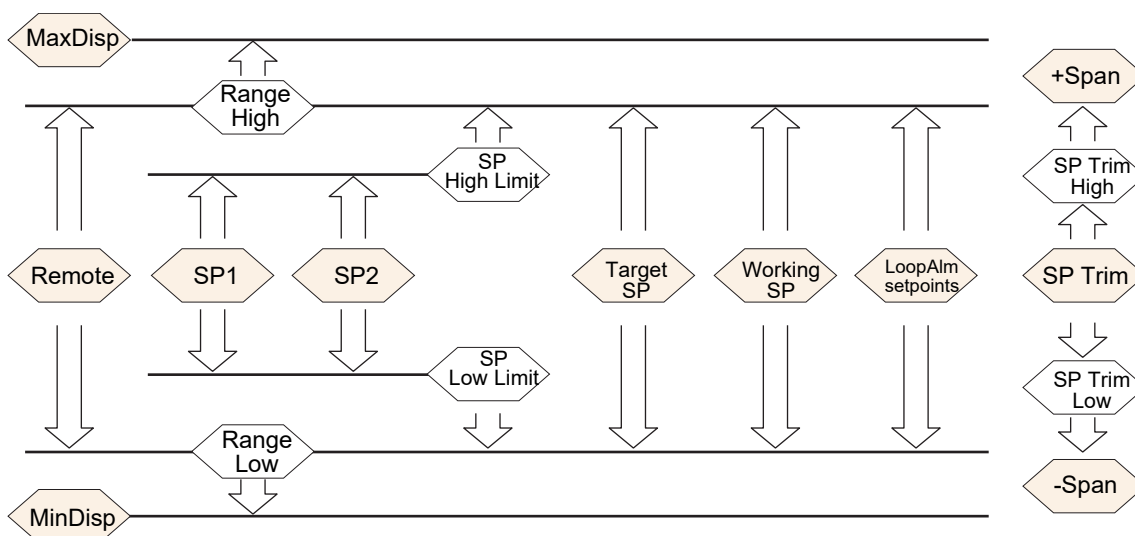 MaxDisp
+Span
Range
High
SP
High Limit
SP Trim
High
Remote
SP1
SP2
Target
SP
Working
SP
LoopAlm
setpoints
SP Trim
SP
Low Limit
SP Trim
Low
Range
Low
-Span
MinDisp